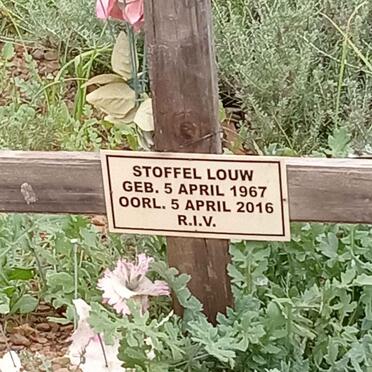 STOFFEL LOUW
GEB. 5 APRIL 1967
OORL. 5 APRIL 2016
R.I.V.